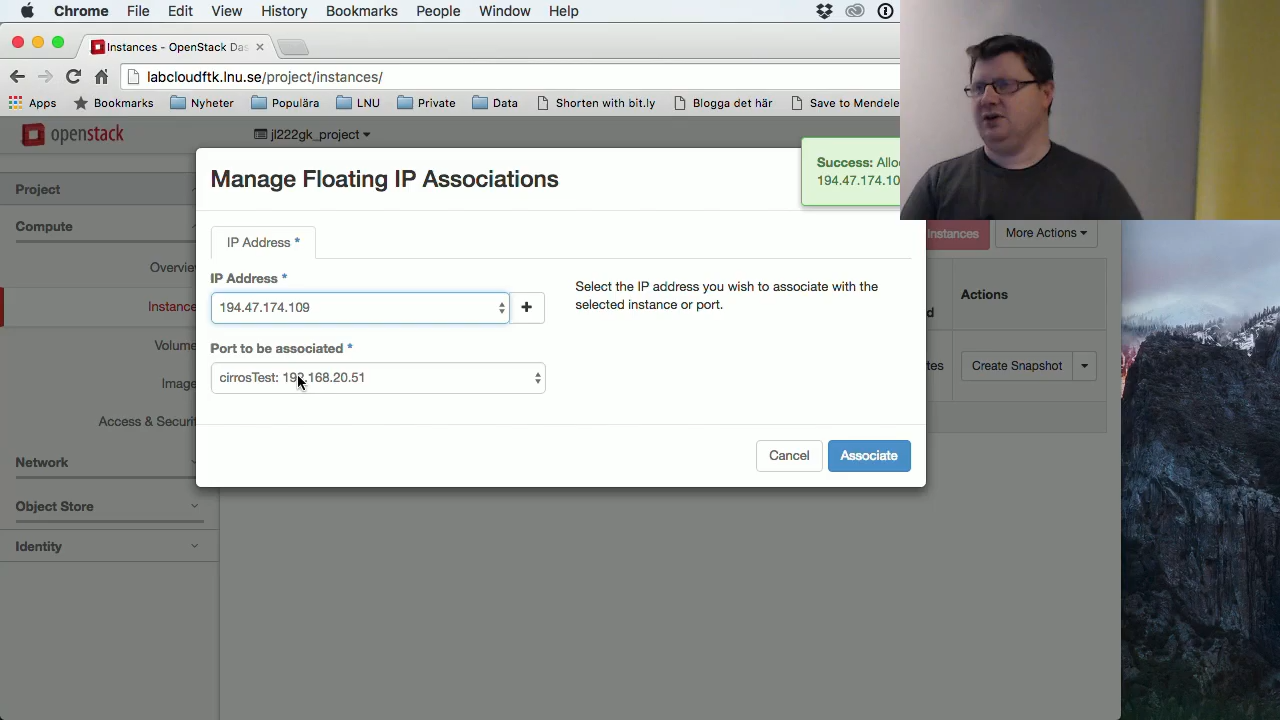 Chrome File Edit View History Bookmarks People Window Help
Instances - OpenStack Das
labcloudftk.lnu.se/project/instances/
Apps Bookmarks Nyheter Populära LNU Private Data Shorten with bit.ly Blogga det här Save to Mendele
openstack jl222gk_project
Manage Floating IP Associations
Success: Allo
194.47.174.10
Project
Compute
Overvie
Instance
Volume
Image
Access & Securi
Network
Object Store
Identity
IP Address *
IP Address *
194.47.174.109
Select the IP address you wish to associate with the
selected instance or port.
Port to be associated *
cirrosTest: 192.168.20.51
Cancel Associate
Instances More Actions
Actions
d
tes Create Snapshot